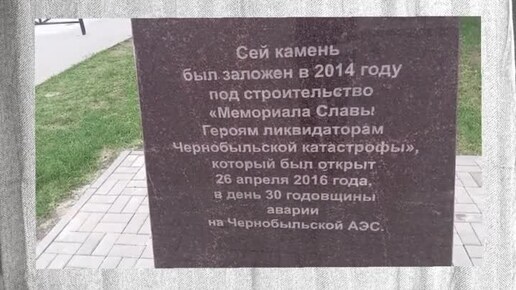 Сей камень
был заложен в 2014 году
под строительство
«Мемориала Славы
Героям ликвидаторам
Чернобыльской катастрофы»,
который был открыт
26 апреля 2016 года,
в день 30 годовщины
аварии
на Чернобыльской АЭС.